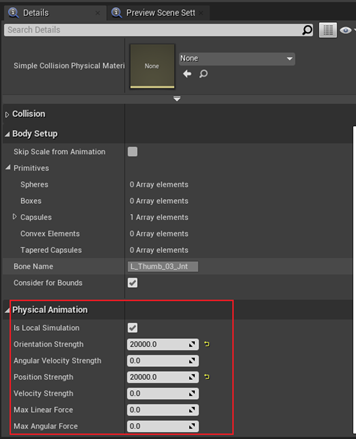 Details
Preview Scene Sett
Search Details
Simple Collision Physical Materi
None
None
Collision
Body Setup
Skip Scale from Animation
Primitives
Spheres 0 Array elements
Boxes 0 Array elements
Capsules 1 Array elements
Convex Elements 0 Array elements
Tapered Capsules 0 Array elements
Bone Name L_Thumb_03_Jnt
Consider for Bounds
Physical Animation
Is Local Simulation
Orientation Strength 20000.0
Angular Velocity Strength 0.0
Position Strength 20000.0
Velocity Strength 0.0
Max Linear Force 0.0
Max Angular Force 0.0